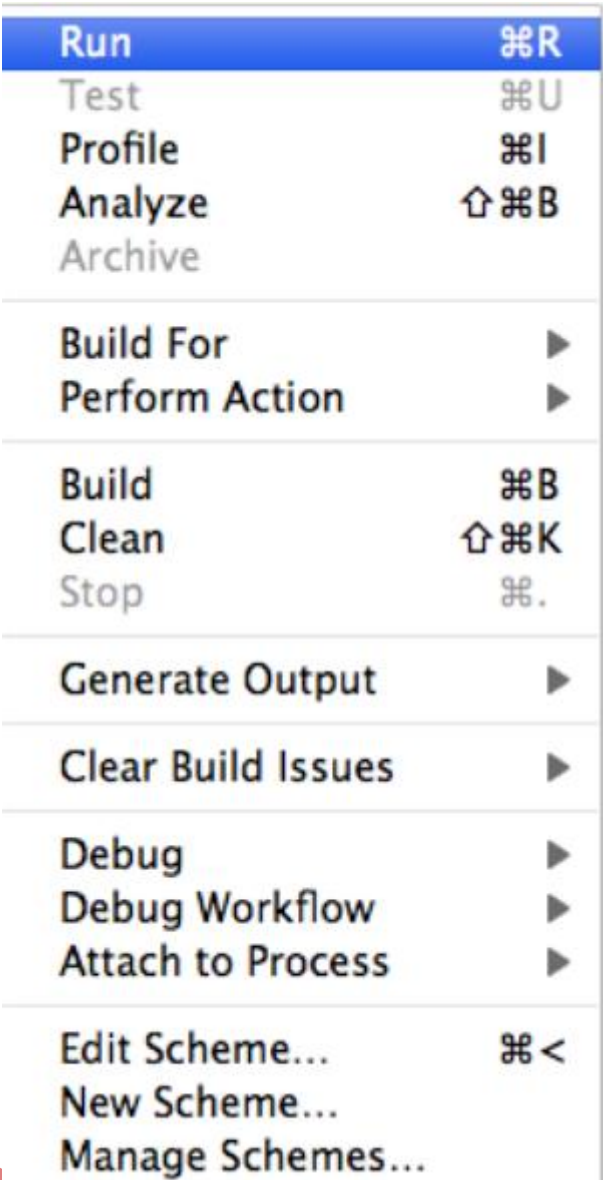 Run ⌘R
Test ⌘U
Profile ⌘I
Analyze ⇧⌘B
Archive
Build For ▶
Perform Action ▶
Build ⌘B
Clean ⇧⌘K
Stop ⌘.
Generate Output ▶
Clear Build Issues ▶
Debug ▶
Debug Workflow ▶
Attach to Process ▶
Edit Scheme... ⌘<
New Scheme...
Manage Schemes...